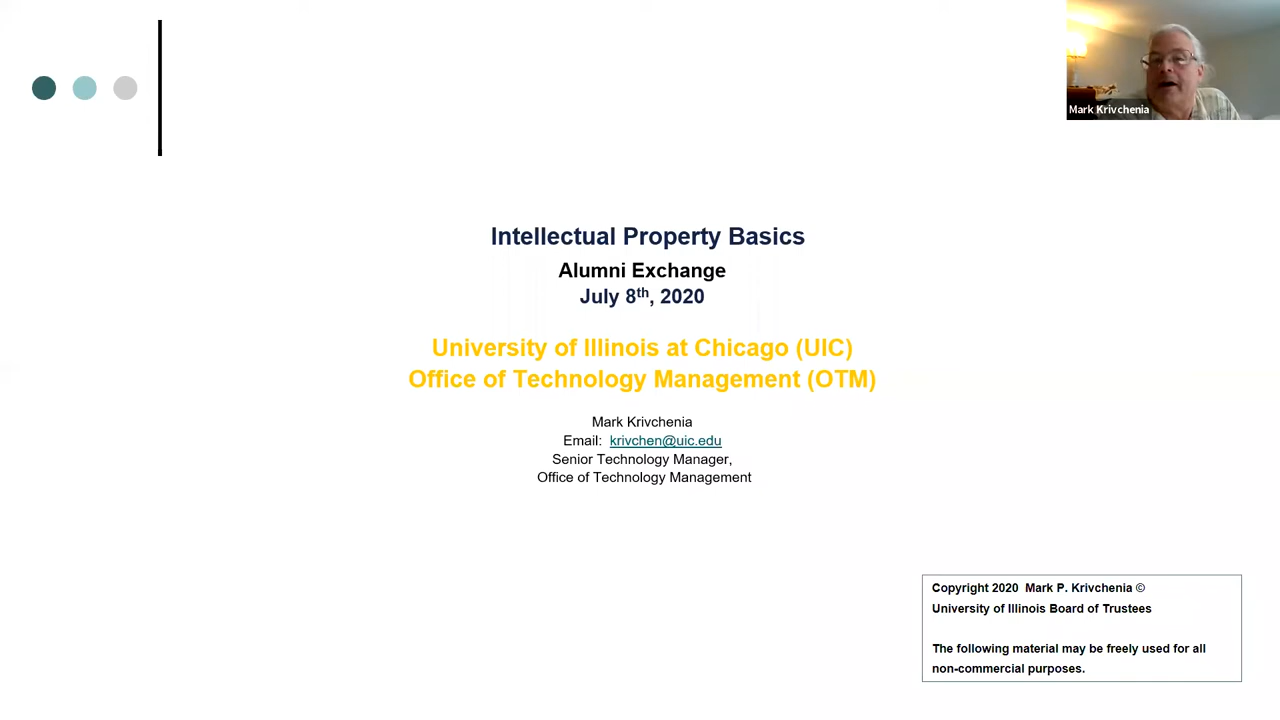 Mark Krivchenia
Intellectual Property Basics
Alumni Exchange
July 8th, 2020
University of Illinois at Chicago (UIC)
Office of Technology Management (OTM)
Mark Krivchenia
Email: krivchen@uic.edu
Senior Technology Manager,
Office of Technology Management
Copyright 2020 Mark P. Krivchenia ©
University of Illinois Board of Trustees
The following material may be freely used for all
non-commercial purposes.